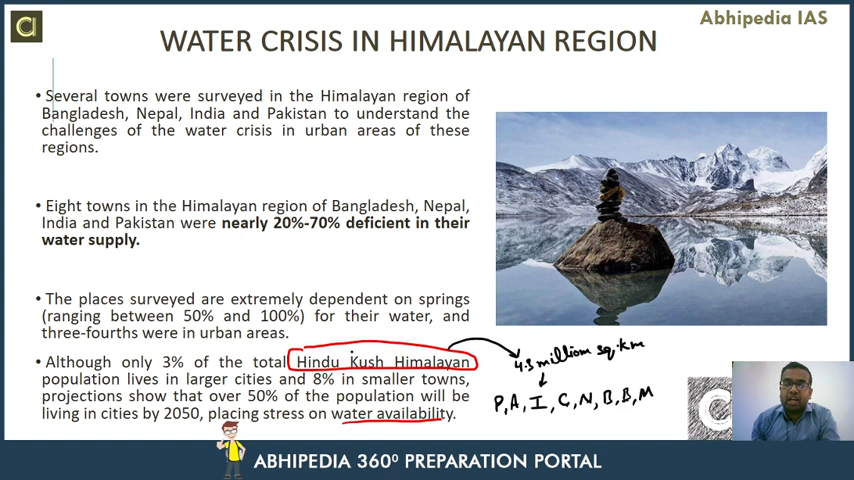 Abhipedia IAS
WATER CRISIS IN HIMALAYAN REGION
• Several towns were surveyed in the Himalayan region of
Bangladesh, Nepal, India and Pakistan to understand the
challenges of the water crisis in urban areas of these
regions.
• Eight towns in the Himalayan region of Bangladesh, Nepal,
India and Pakistan were nearly 20%-70% deficient in their
water supply.
• The places surveyed are extremely dependent on springs
(ranging between 50% and 100%) for their water, and
three-fourths were in urban areas.
• Although only 3% of the total Hindu Kush Himalayan
population lives in larger cities and 8% in smaller towns,
projections show that over 50% of the population will be
living in cities by 2050, placing stress on water availability.
4.3 million sq.km
P, A, I, C, N, B, B, M
ABHIPEDIA 360° PREPARATION PORTAL